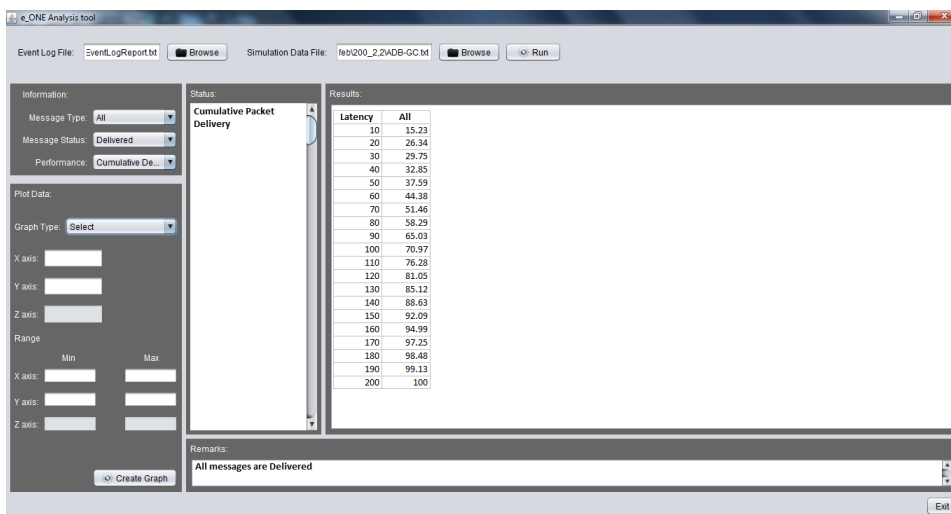 e_ONE Analysis tool
Event Log File: EventLogReport.txt Browse Simulation Data File: feb\200_2,2\ADB-GC.txt Browse Run
Information:
Message Type: All
Message Status: Delivered
Performance: Cumulative De...
Plot Data:
Graph Type: Select
X axis:
Y axis:
Z axis:
Range
Min Max
X axis:
Y axis:
Z axis:
Create Graph
Status:
Cumulative Packet
Delivery
Results:
Latency All
10 15.23
20 26.34
30 29.75
40 32.85
50 37.59
60 44.38
70 51.46
80 58.29
90 65.03
100 70.97
110 76.28
120 81.05
130 85.12
140 88.63
150 92.09
160 94.99
170 97.25
180 98.48
190 99.13
200 100
Remarks:
All messages are Delivered
Exit